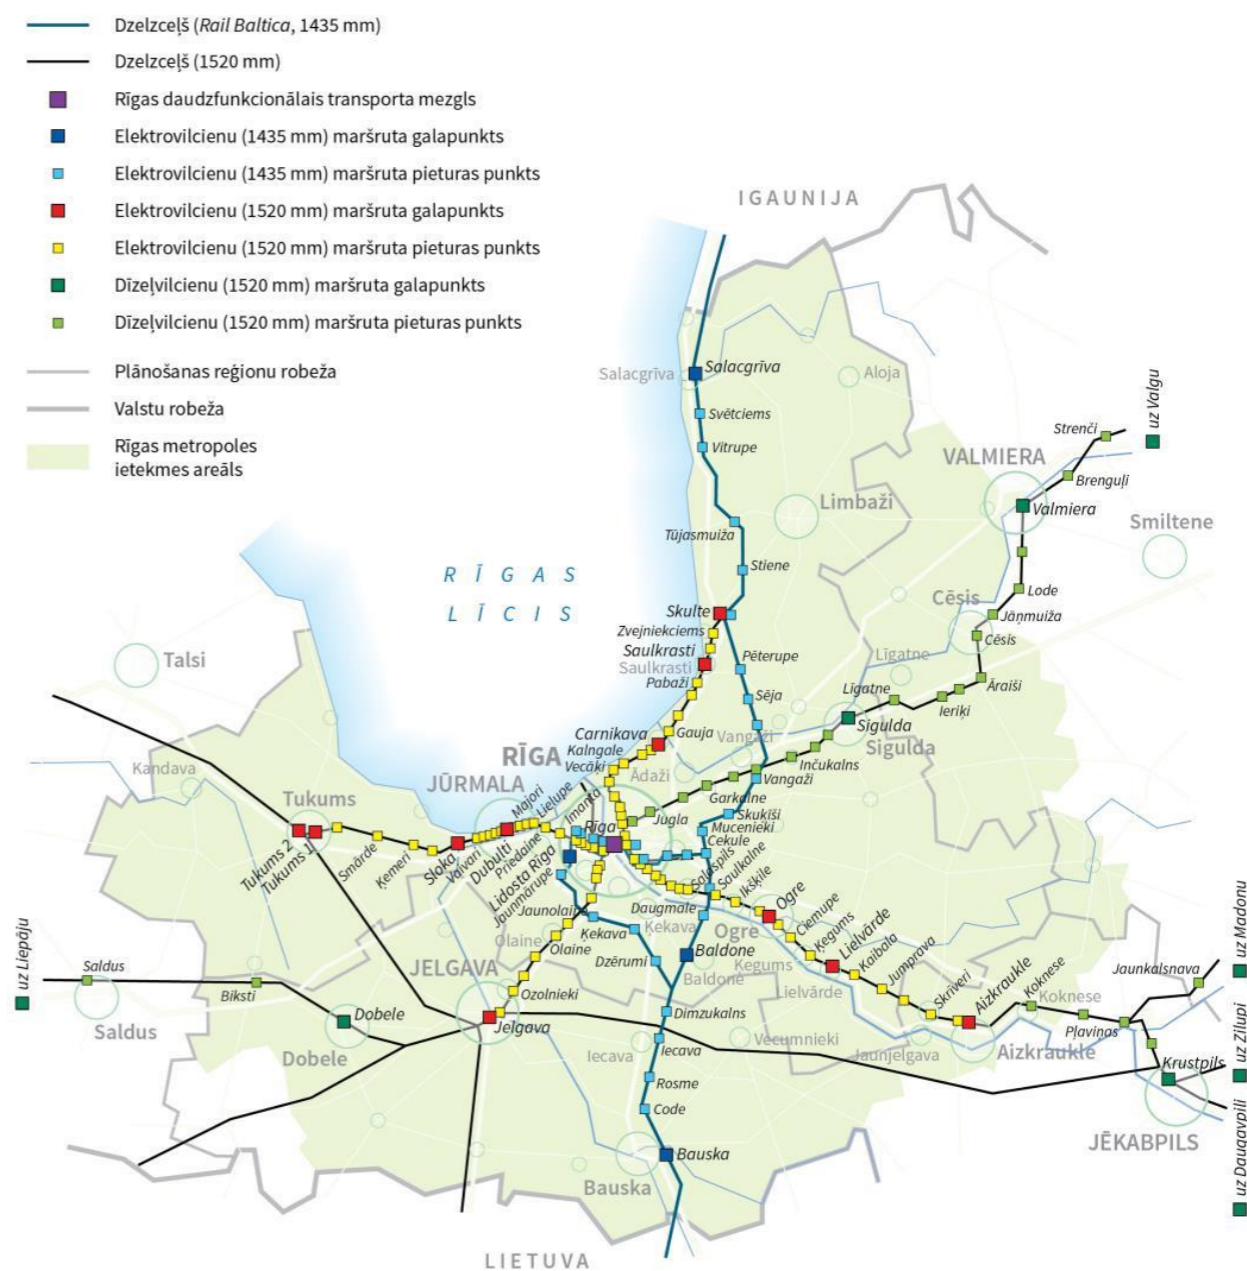 Dzelzceļš (Rail Baltica, 1435 mm)
Dzelzceļš (1520 mm)
Rīgas daudzfunkcionālais transporta mezgls
Elektrovilcienu (1435 mm) maršruta galapunkts
Elektrovilcienu (1435 mm) maršruta pieturas punkts
Elektrovilcienu (1520 mm) maršruta galapunkts
Elektrovilcienu (1520 mm) maršruta pieturas punkts
Dīzeļvilcienu (1520 mm) maršruta galapunkts
Dīzeļvilcienu (1520 mm) maršruta pieturas punkts
Plānošanas reģionu robeža
Valstu robeža
Rīgas metropoles
ietekmes areāls
IGAUNIJA
Salacgrīva
Salacgrīva
Aloja
uz Valgu
Svētciems
Strenči
Vitrupe
VALMIERA
Brenguļi
Limbaži
Valmiera
Smiltene
Tūjasmuiža
Stiene
RĪGAS
LĪCIS
Lode
Cēsis
Skulte
Jāņmuiža
Zvejniekciems
Cēsis
Saulkrasti
Saulkrasti
Pēterupe
Līgatne
Talsi
Pabaži
Sēja
Līgatne
Āraiši
Ieriķi
Carnikava
Gauja
Vangaži
Sigulda
Sigulda
RĪGA
Kalngale
Vecāķi
Ādaži
Inčukalns
Kandava
JŪRMALA
Vangaži
Tukums
Majori
Lielupe
Imanta
Garkalne
Skuķīši
Jugla
Mucenieki
Rīga
Cekule
Tukums 2
Tukums 1
Smārde
Ķemeri
Sloka
Vaivari
Dubulti
Priedaine
Lidosta Rīga
Jaunmārupe
Salaspils
Saulkalne
Ikšķile
Ogre
Jaunolaine
Daugmale
Ciemupe
Olaine
Ķekava
Ķekava
Ogre
Ķegums
Lielvārde
Olaine
Baldone
Kaibala
uz Madonu
uz Liepāju
Saldus
JELGAVA
Dzērumi
Ķegums
Jumprava
Jaunkalsnava
Baldone
Biksti
Ozolnieki
Lielvārde
Skrīveri
Aizkraukle
Koknese
Koknese
Saldus
Dobele
Jelgava
Dimzukalns
Pļaviņas
Dobele
Iecava
Iecava
Vecumnieki
Jaunjelgava
Aizkraukle
uz Zilupi
Krustpils
Rosme
Code
JĒKABPILS
Bauska
Bauska
uz Daugavpili
LIETUVA